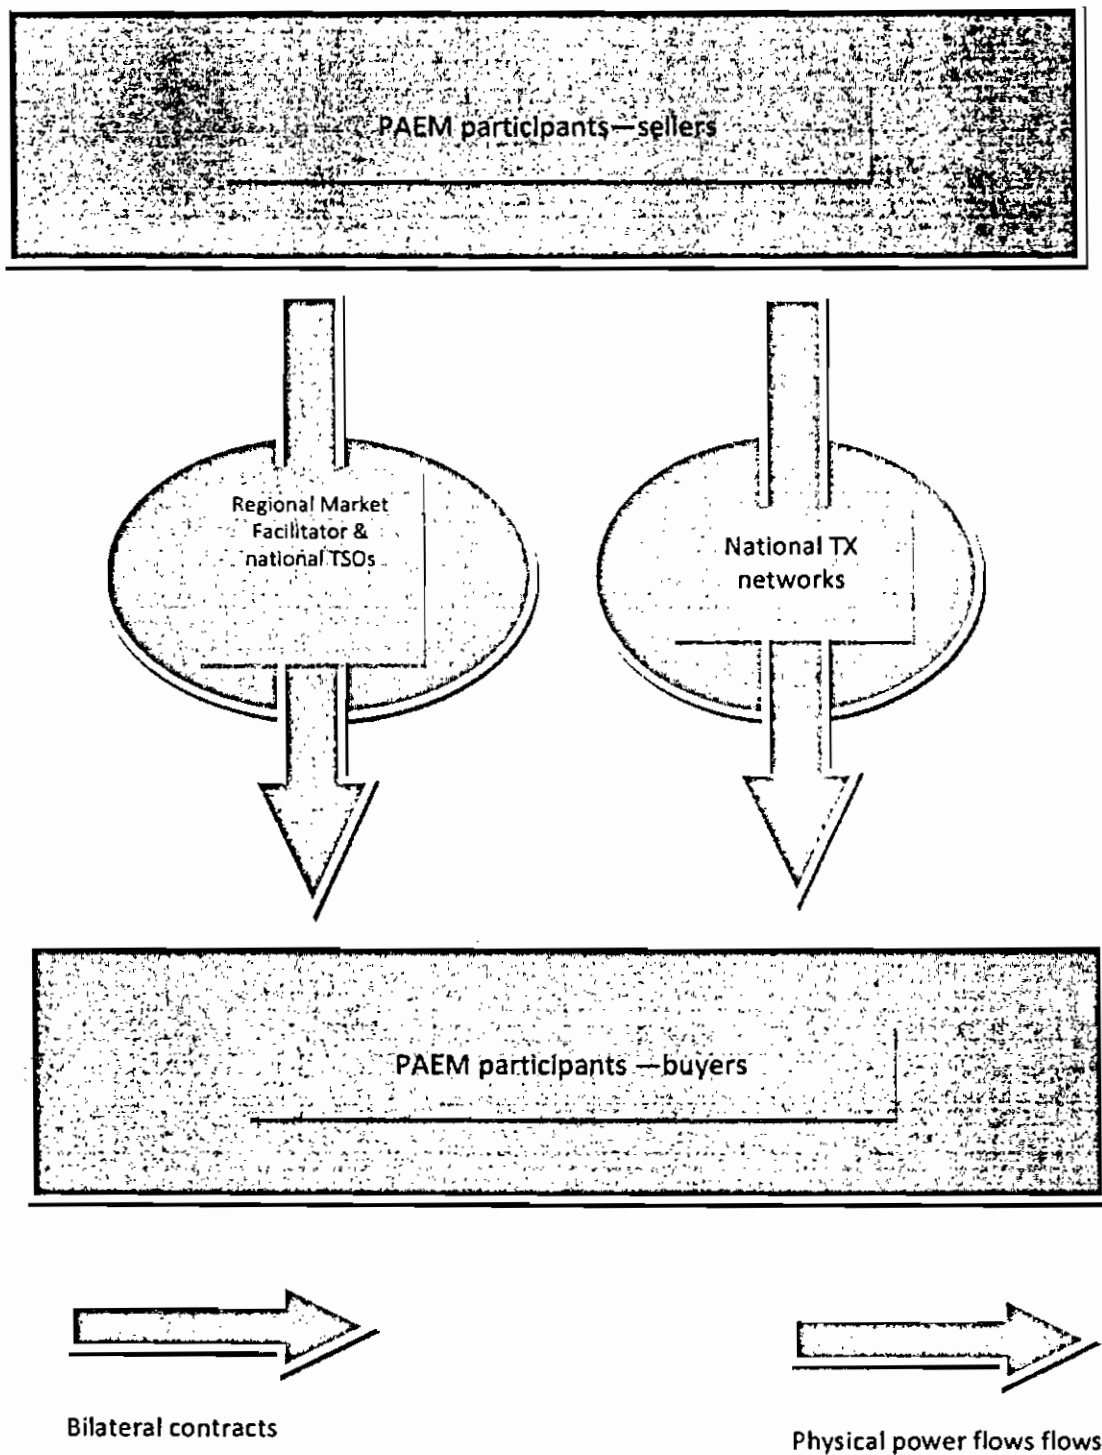 PAEM participants—sellers
Regional Market
Facilitator &
national TSOs
National TX
networks
PAEM participants —buyers
Bilateral contracts
Physical power flows flows